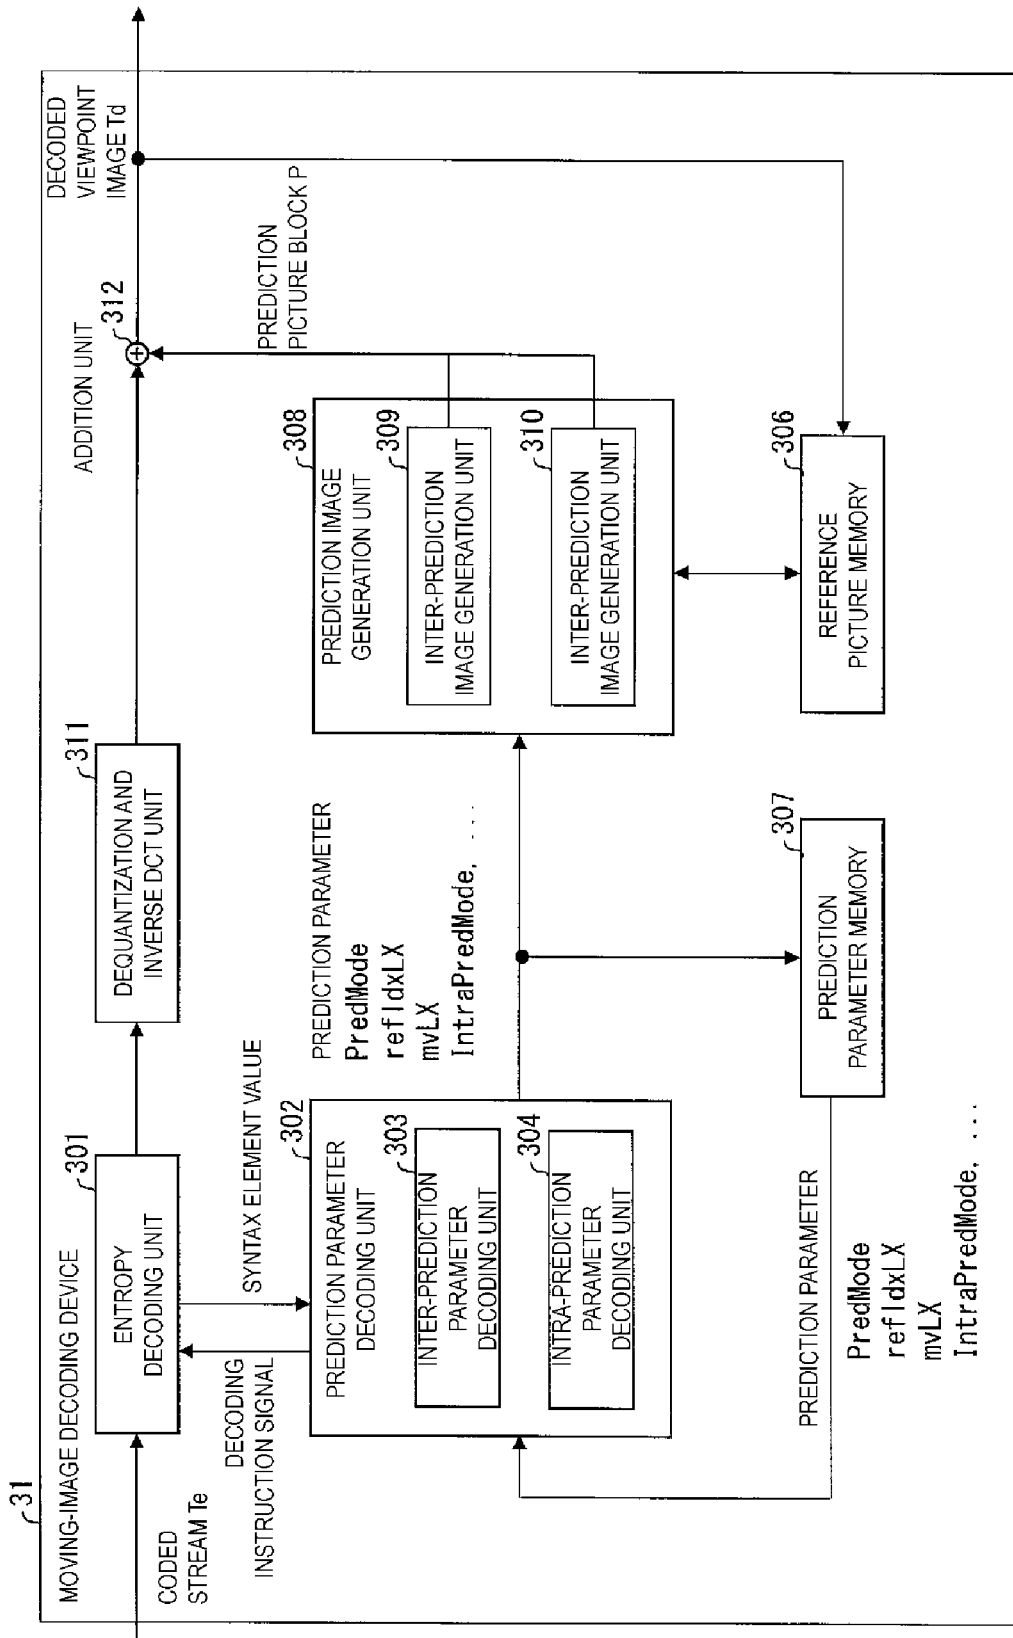 31
MOVING-IMAGE DECODING DEVICE
CODED
STREAM Te
301
ENTROPY
DECODING UNIT
311
DEQUANTIZATION AND
INVERSE DCT UNIT
ADDITION UNIT
312
+
DECODED
VIEWPOINT
IMAGE Td
DECODING
INSTRUCTION SIGNAL
SYNTAX ELEMENT VALUE
302
PREDICTION PARAMETER
DECODING UNIT
303
INTER-PREDICTION
PARAMETER
DECODING UNIT
304
INTRA-PREDICTION
PARAMETER
DECODING UNIT
PREDICTION PARAMETER
PredMode
refIdxLX
mvLX
IntraPredMode, ...
308
PREDICTION IMAGE
GENERATION UNIT
309
INTER-PREDICTION
IMAGE GENERATION UNIT
310
INTER-PREDICTION
IMAGE GENERATION UNIT
PREDICTION
PICTURE BLOCK P
PREDICTION PARAMETER
PredMode
refIdxLX
mvLX
IntraPredMode, ...
307
PREDICTION
PARAMETER MEMORY
306
REFERENCE
PICTURE MEMORY